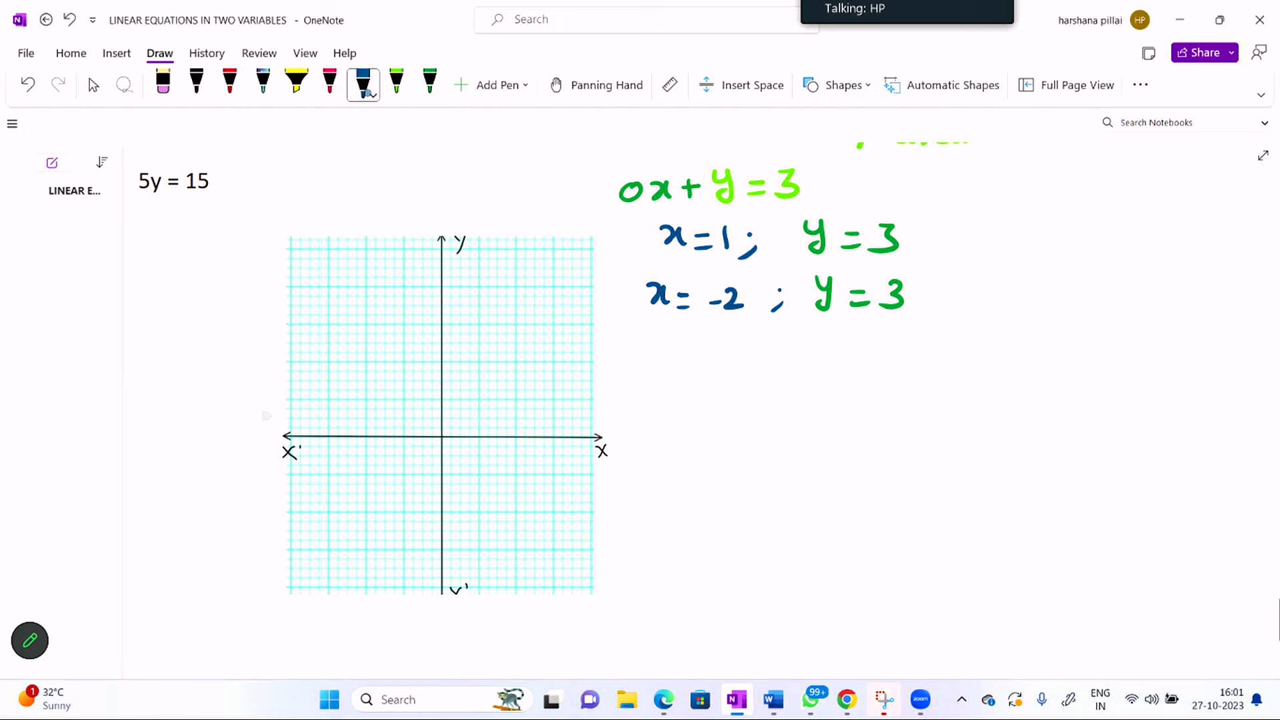 LINEAR EQUATIONS IN TWO VARIABLES - OneNote
Search
Talking: HP
harshana pillai
HP
File Home Insert Draw History Review View Help
Share
Add Pen
Panning Hand
Insert Space
Shapes
Automatic Shapes
Full Page View
Search Notebooks
LINEAR E...
5y = 15
0x + y = 3
x = 1 ; y = 3
x = -2 ; y = 3
y
x'
x
1
32°C
Sunny
Search
99+
ENG
IN
16:01
27-10-2023